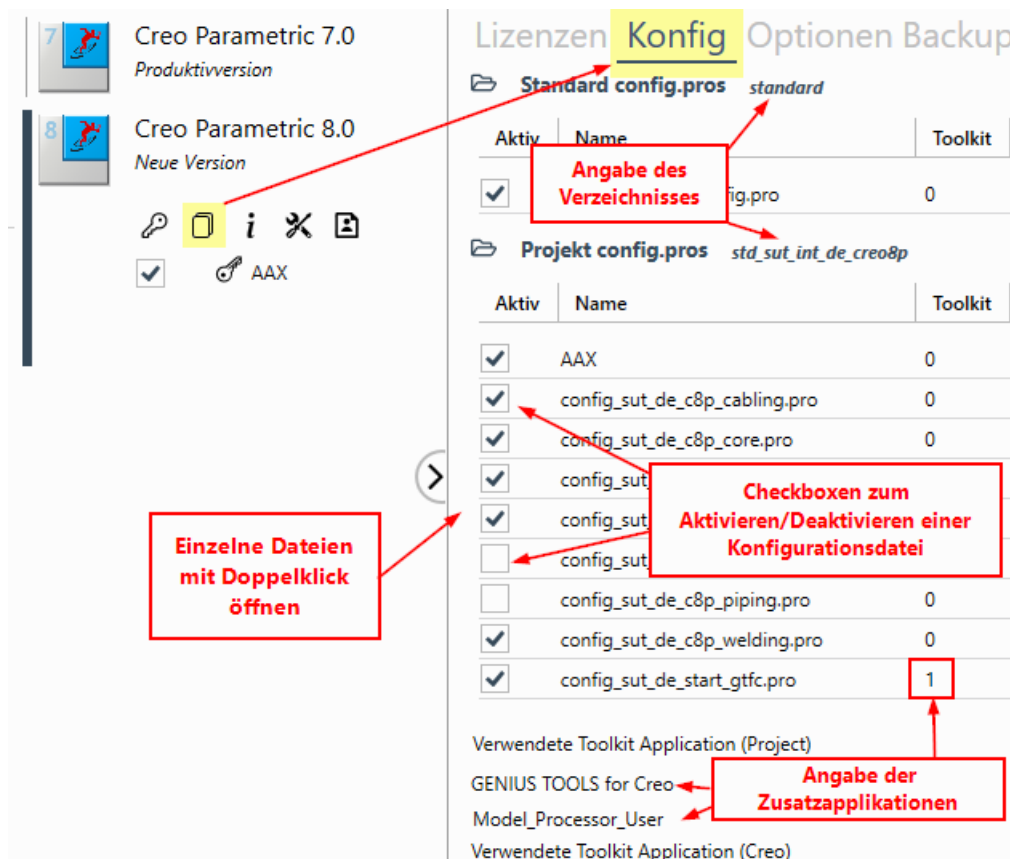 7
Creo Parametric 7.0
Produktivversion
8
Creo Parametric 8.0
Neue Version
AAX
Einzelne Dateien
mit Doppelklick
öffnen
Lizenzen Konfig Optionen Backup
Standard config.pros standard
Aktiv Name Toolkit
Angabe des
Verzeichnisses
fig.pro 0
Projekt config.pros std_sut_int_de_creo8p
Aktiv Name Toolkit
AAX 0
config_sut_de_c8p_cabling.pro 0
config_sut_de_c8p_core.pro 0
config_sut
config_sut
config_sut
Checkboxen zum
Aktivieren/Deaktivieren einer
Konfigurationsdatei
config_sut_de_c8p_piping.pro 0
config_sut_de_c8p_welding.pro 0
config_sut_de_start_gtfc.pro 1
Verwendete Toolkit Application (Project)
GENIUS TOOLS for Creo
Model_Processor_User
Angabe der
Zusatzapplikationen
Verwendete Toolkit Application (Creo)